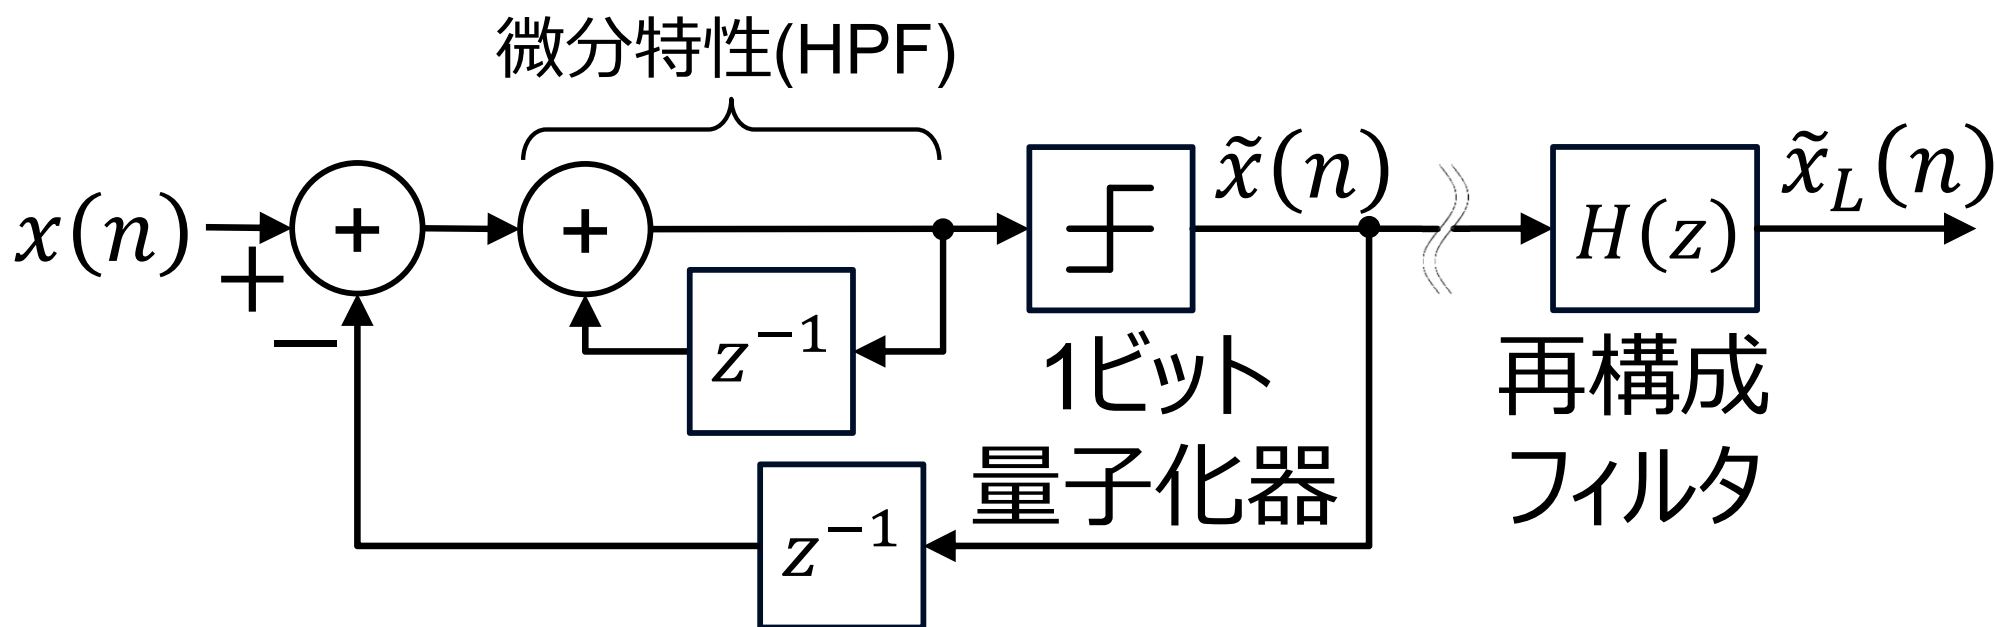 微分特性(HPF)
x(n)
+
−
+
+
z⁻¹
z⁻¹
x̃(n)
1ビット
量子化器
H(z)
再構成
フィルタ
x̃_L(n)